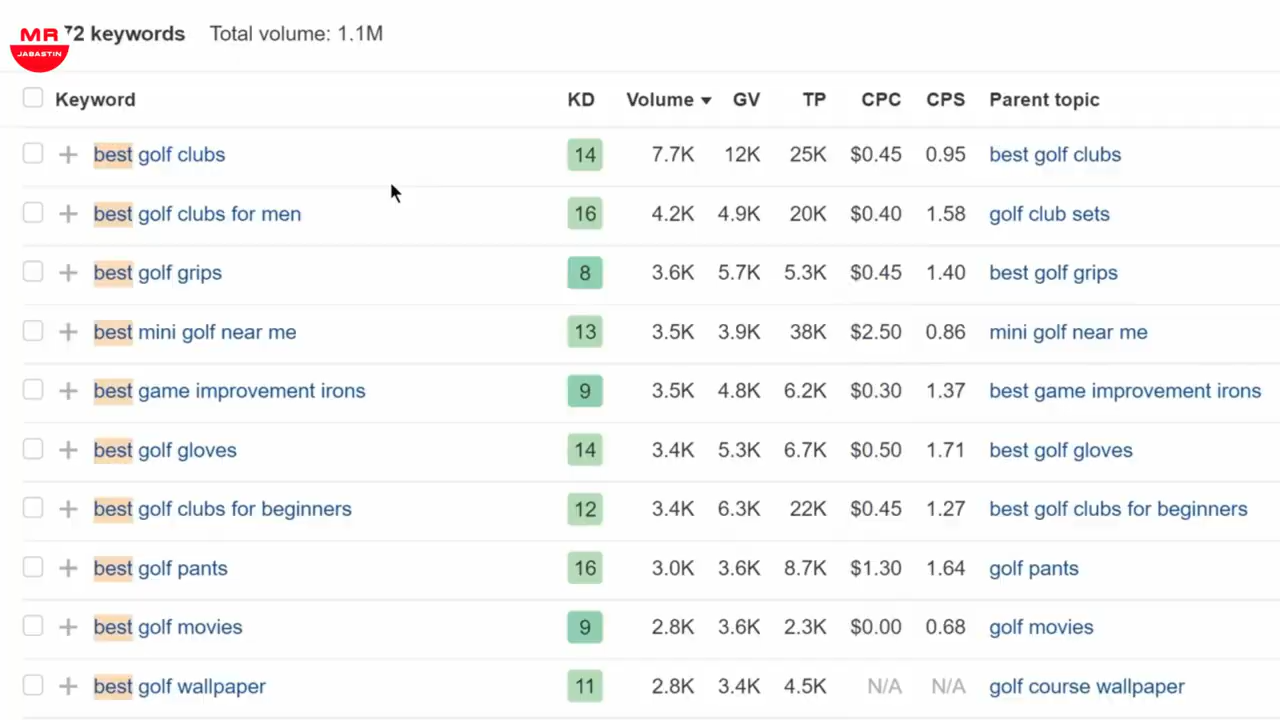 MR
JABASTIN
72 keywords Total volume: 1.1M
Keyword KD Volume GV TP CPC CPS Parent topic
best golf clubs 14 7.7K 12K 25K $0.45 0.95 best golf clubs
best golf clubs for men 16 4.2K 4.9K 20K $0.40 1.58 golf club sets
best golf grips 8 3.6K 5.7K 5.3K $0.45 1.40 best golf grips
best mini golf near me 13 3.5K 3.9K 38K $2.50 0.86 mini golf near me
best game improvement irons 9 3.5K 4.8K 6.2K $0.30 1.37 best game improvement irons
best golf gloves 14 3.4K 5.3K 6.7K $0.50 1.71 best golf gloves
best golf clubs for beginners 12 3.4K 6.3K 22K $0.45 1.27 best golf clubs for beginners
best golf pants 16 3.0K 3.6K 8.7K $1.30 1.64 golf pants
best golf movies 9 2.8K 3.6K 2.3K $0.00 0.68 golf movies
best golf wallpaper 11 2.8K 3.4K 4.5K N/A N/A golf course wallpaper